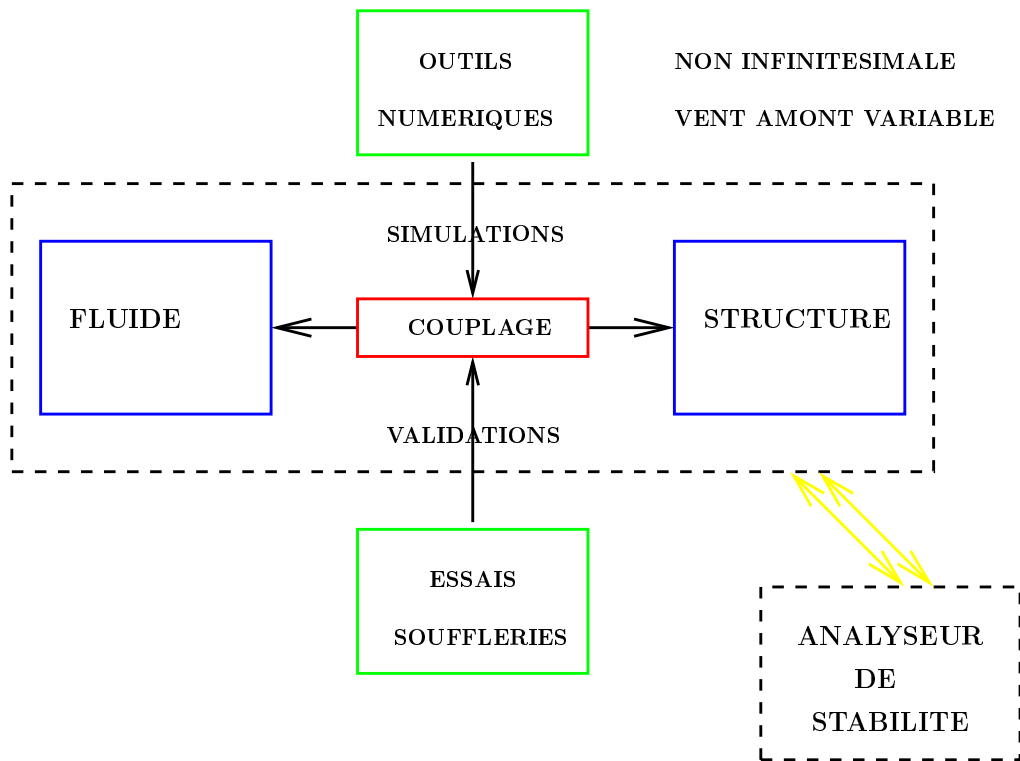 OUTILS
NUMERIQUES
NON INFINITESIMALE
VENT AMONT VARIABLE
SIMULATIONS
FLUIDE
COUPLAGE
STRUCTURE
VALIDATIONS
ESSAIS
SOUFFLERIES
ANALYSEUR
DE
STABILITE